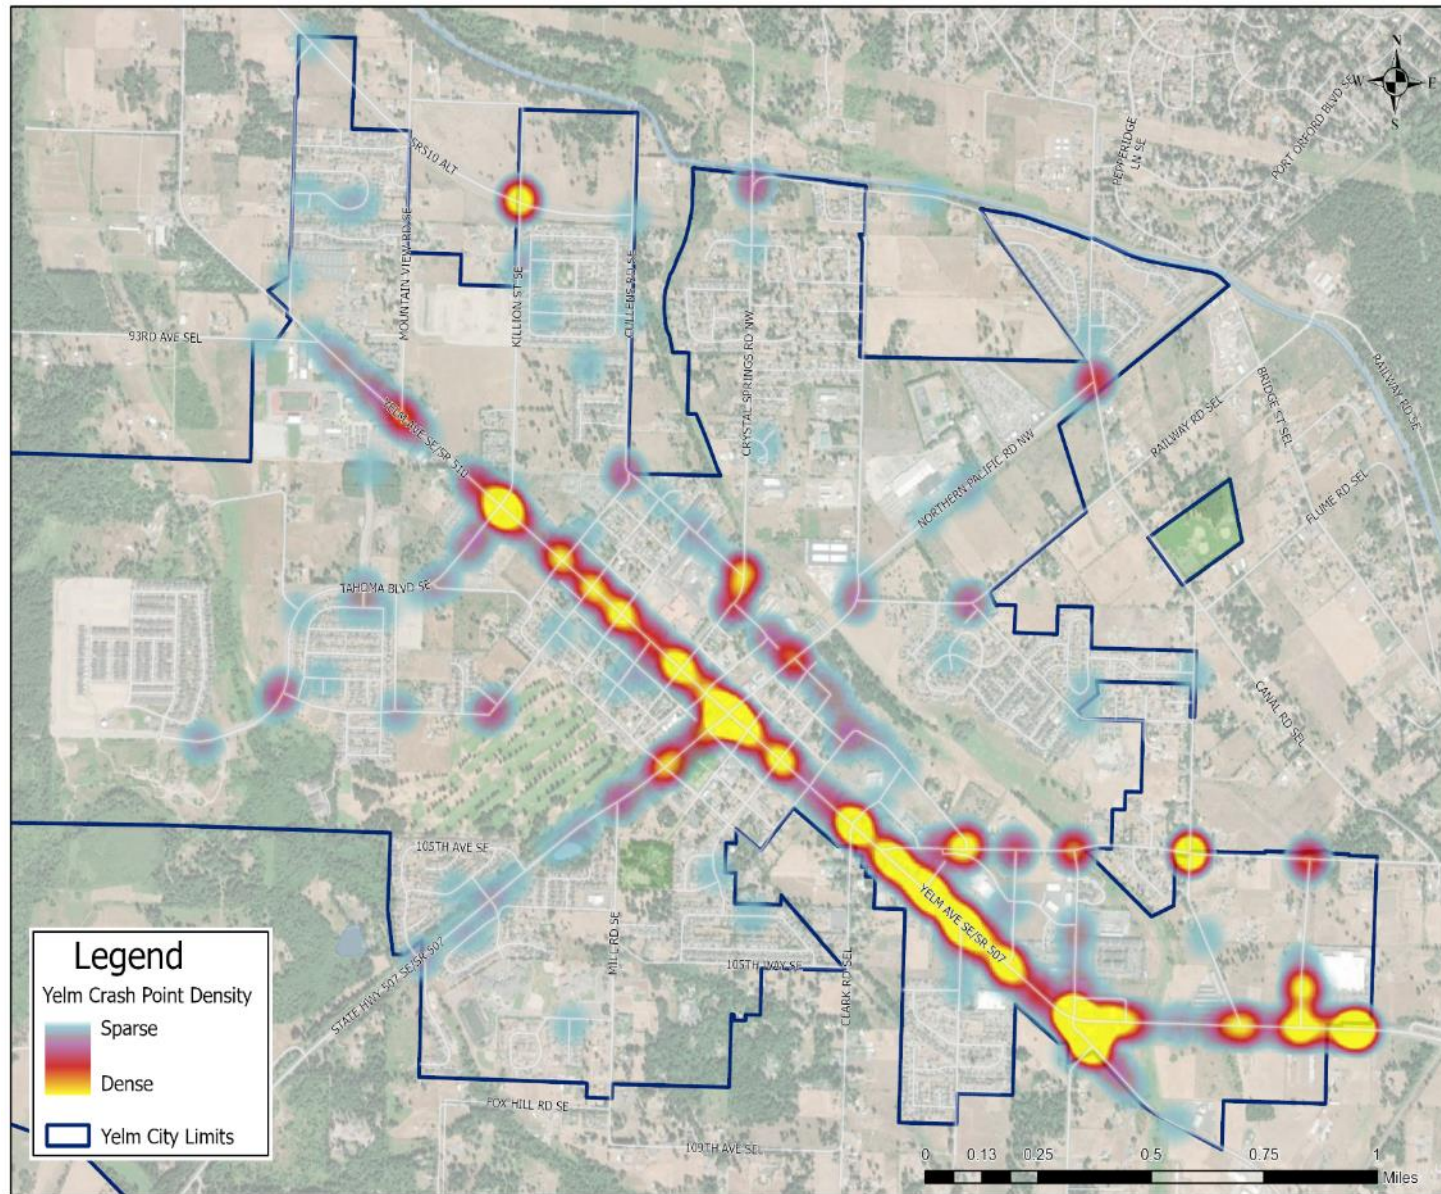 N
W E
S
PORT ORFORD BLVD SE
PEPPERIDGE
LN SE
SR510 ALT
MOUNTAIN VIEW RD SE
KILLION ST SE
CULLENS RD SE
CRYSTAL SPRINGS RD NW
93RD AVE SEL
RAILWAY RD SE
BRIDGE ST SEL
RAILWAY RD SEL
YELM AVE SE/SR 510
NORTHERN PACIFIC RD NW
FLUME RD SEL
TAHOMA BLVD SE
CANAL RD SEL
105TH AVE SE
YELM AVE SE/SR 507
STATE HWY 507 SE/SR 507
MILL RD SE
105TH WAY SE
CLARK RD SEL
FOX HILL RD SE
109TH AVE SEL
Legend
Yelm Crash Point Density
Sparse
Dense
Yelm City Limits
0 0.13 0.25 0.5 0.75 1
Miles